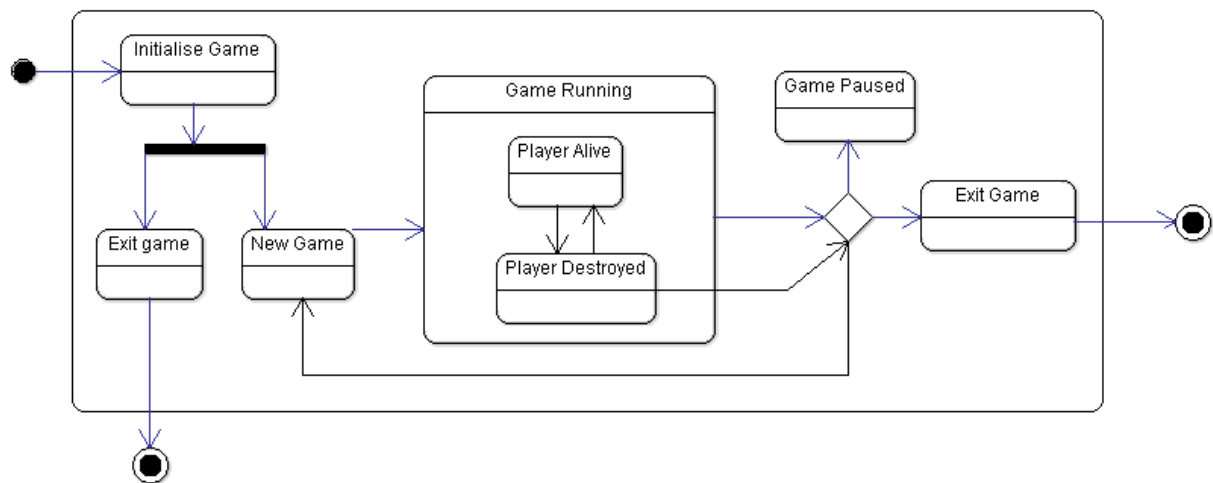 Initialise Game
Exit game
New Game
Game Running
Player Alive
Player Destroyed
Game Paused
Exit Game